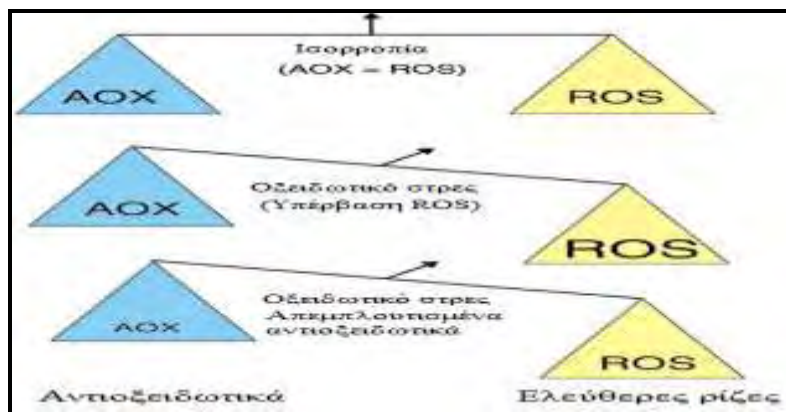 Ισορροπία
(AOX = ROS)
AOX
ROS
Οξειδωτικό στρες
(Υπέρβαση ROS)
AOX
ROS
Οξειδωτικό στρες
Απεμπλουτισμένα
αντιοξειδωτικά
AOX
ROS
Αντιοξειδωτικά
Ελεύθερες ρίζες